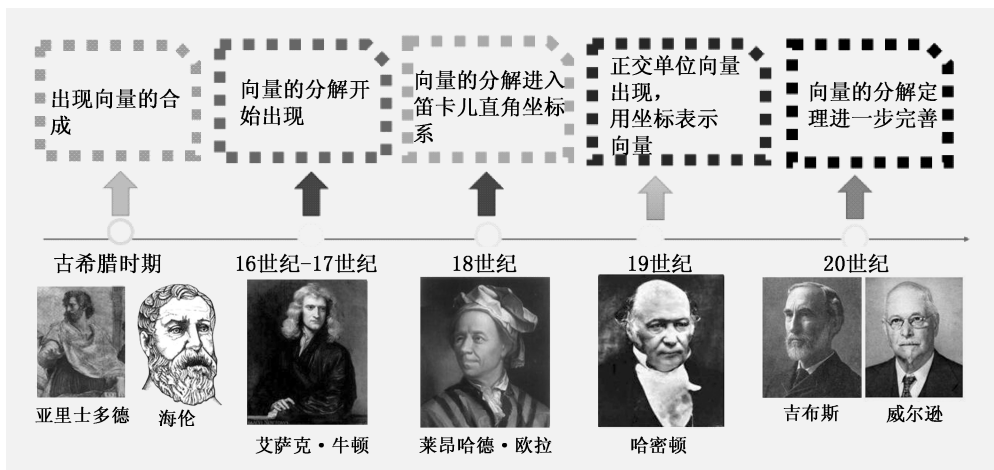 出现向量的合
成
向量的分解开
始出现
向量的分解进入
笛卡儿直角坐标
系
正交单位向量
出现，
用坐标表示
向量
向量的分解定
理进一步完善
古希腊时期
16世纪-17世纪
18世纪
19世纪
20世纪
亚里士多德
海伦
艾萨克·牛顿
莱昂哈德·欧拉
哈密顿
吉布斯
威尔逊